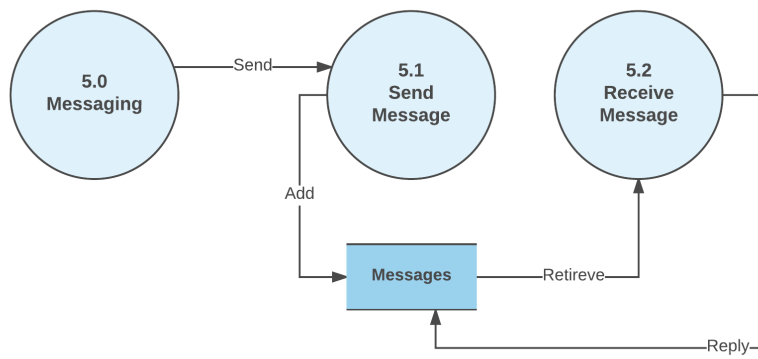 5.0
Messaging
Send
5.1
Send
Message
5.2
Receive
Message
Add
Messages
Retireve
Reply